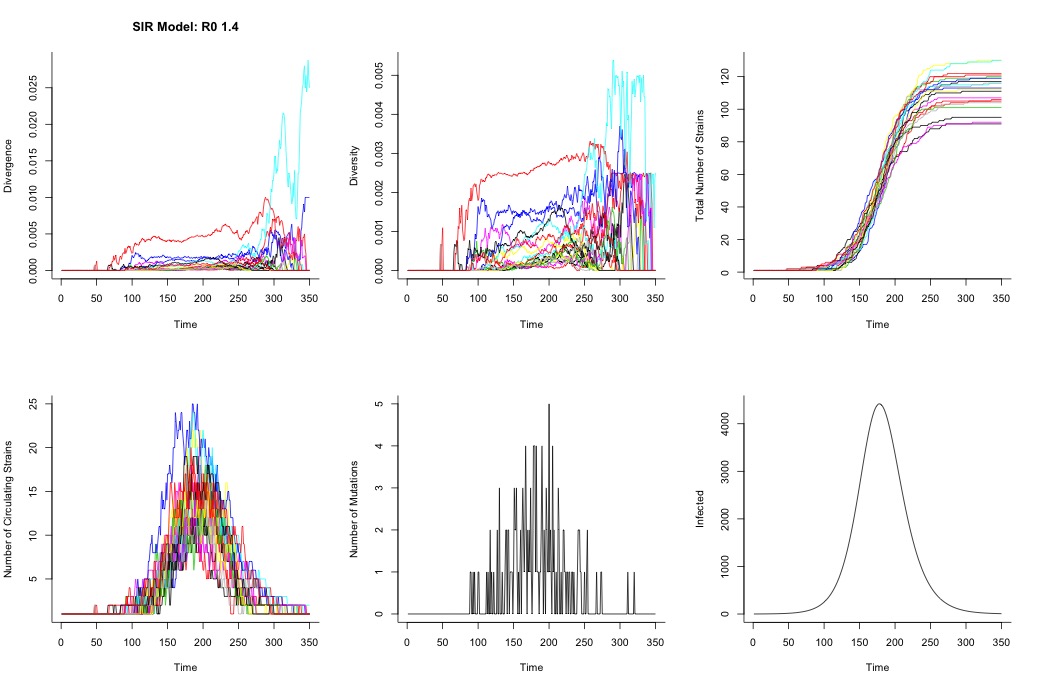 SIR Model: R0 1.4
Divergence
0.000 0.005 0.010 0.015 0.020 0.025
0 50 100 150 200 250 300 350
Time
Diversity
0.000 0.001 0.002 0.003 0.004 0.005
0 50 100 150 200 250 300 350
Time
Total Number of Strains
0 20 40 60 80 100 120
0 50 100 150 200 250 300 350
Time
Number of Circulating Strains
5 10 15 20 25
0 50 100 150 200 250 300 350
Time
Number of Mutations
0 1 2 3 4 5
0 50 100 150 200 250 300 350
Time
Infected
0 1000 2000 3000 4000
0 50 100 150 200 250 300 350
Time